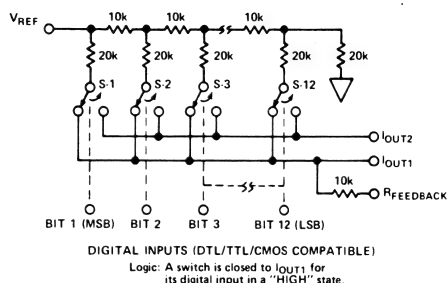 10k 10k 10k
VREF
20k 20k 20k 20k 20k
S-1 S-2 S-3 S-12
IOUT2
IOUT1
10k
RFEEDBACK
BIT 1 (MSB) BIT 2 BIT 3 BIT 12 (LSB)
DIGITAL INPUTS (DTL/TTL/CMOS COMPATIBLE)
Logic: A switch is closed to IOUT1 for
its digital input in a "HIGH" state.